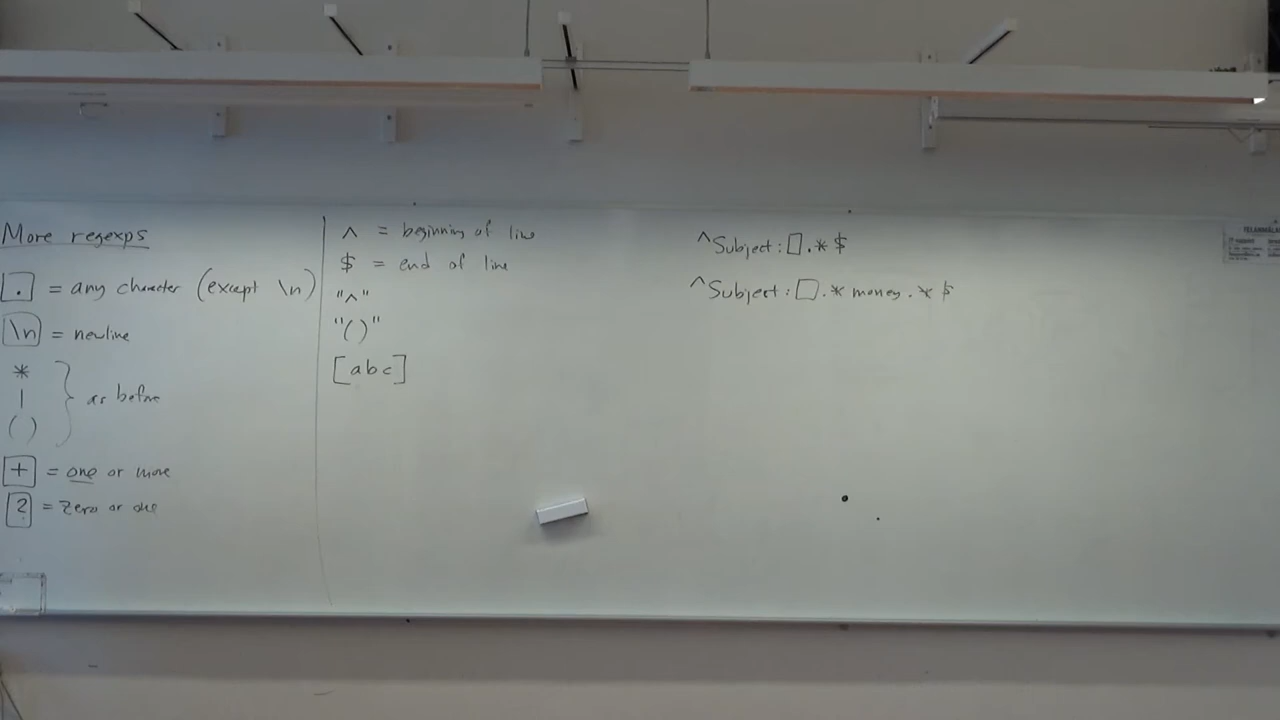 More regexps
. = any character (except \n)
\n = newline
*
|
()
} as before
+ = one or more
? = zero or one
^ = beginning of line
$ = end of line
"^"
"()"
[abc]
^Subject:□.*$
^Subject:□.*money.*$